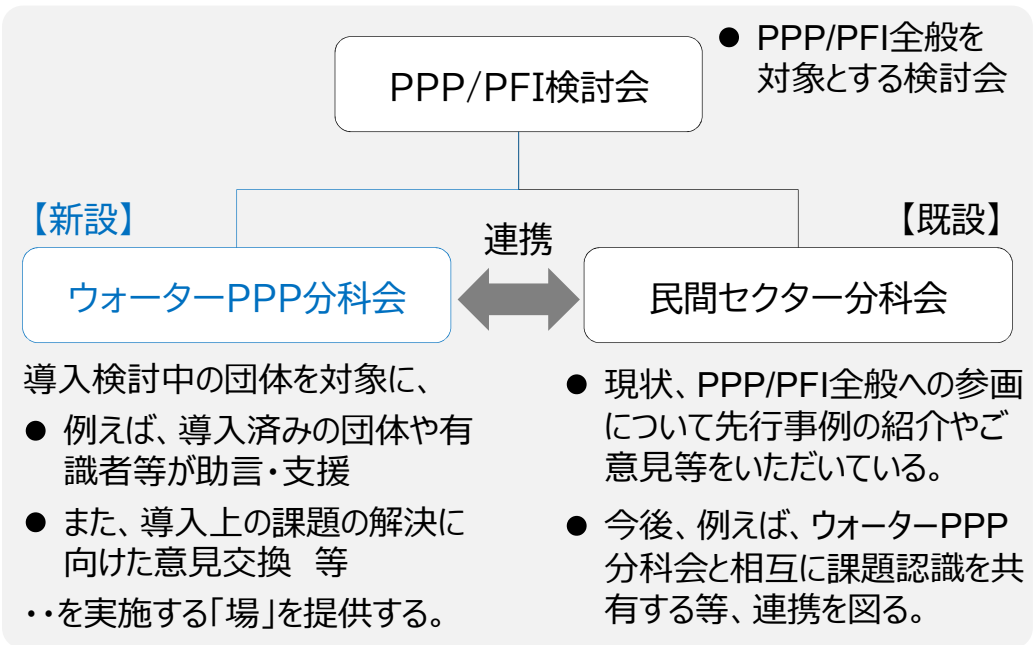 PPP/PFI検討会
● PPP/PFI全般を
対象とする検討会
【新設】
連携
【既設】
ウォーターPPP分科会
民間セクター分科会
導入検討中の団体を対象に、
● 例えば、導入済みの団体や有
識者等が助言・支援
● また、導入上の課題の解決に
向けた意見交換 等
・・を実施する「場」を提供する。
● 現状、PPP/PFI全般への参画
について先行事例の紹介やご
意見等をいただいている。
● 今後、例えば、ウォーターPPP
分科会と相互に課題認識を共
有する等、連携を図る。